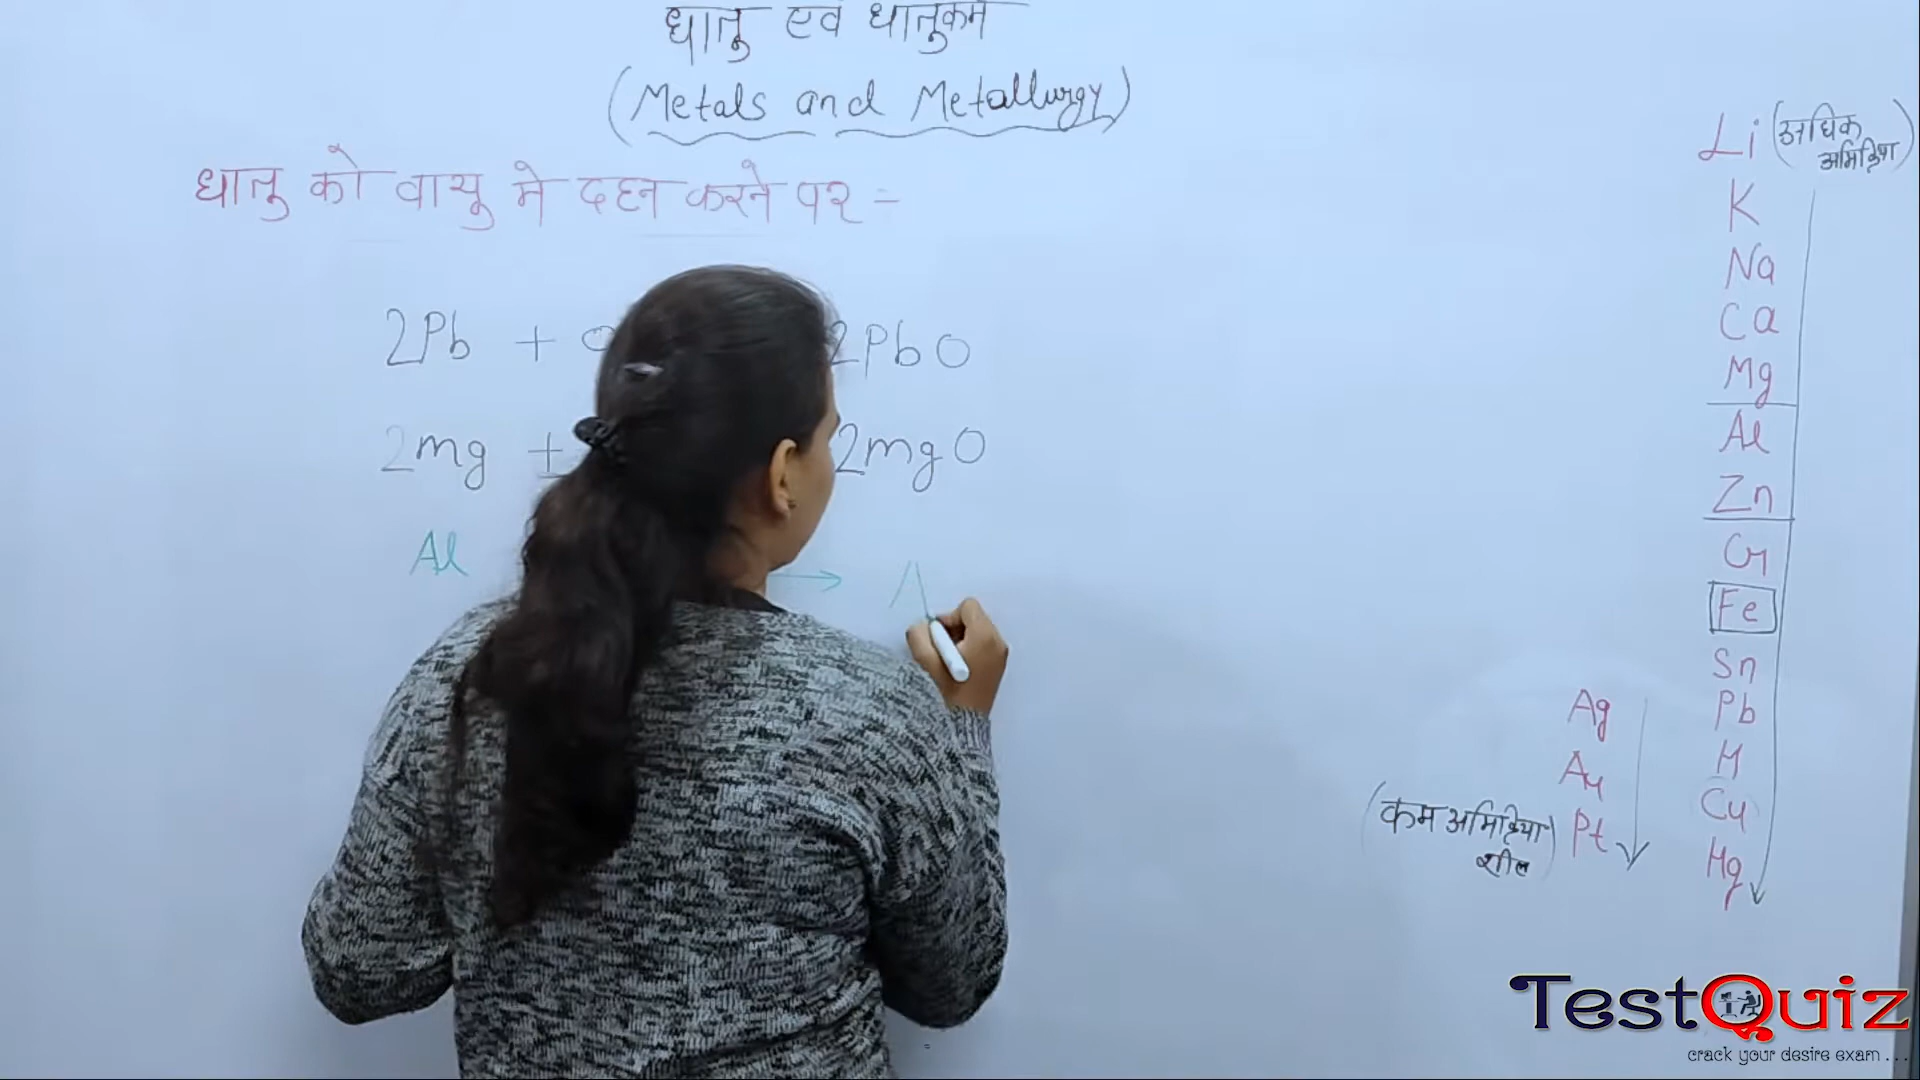 धातु एवं धातुकर्म
(Metals and Metallurgy)
धातु को वायु मे दहन करने पर -
2Pb + 2PbO
2mg + 2mgO
Al → A
Li (अधिक
अभिक्रिया)
K
Na
Ca
Mg
Al
Zn
Cr
Fe
Sn
Pb
H
Cu
Hg
Ag
Au
Pt
(कम अभिक्रिया
शील)
TestQuiz
crack your desire exam ...